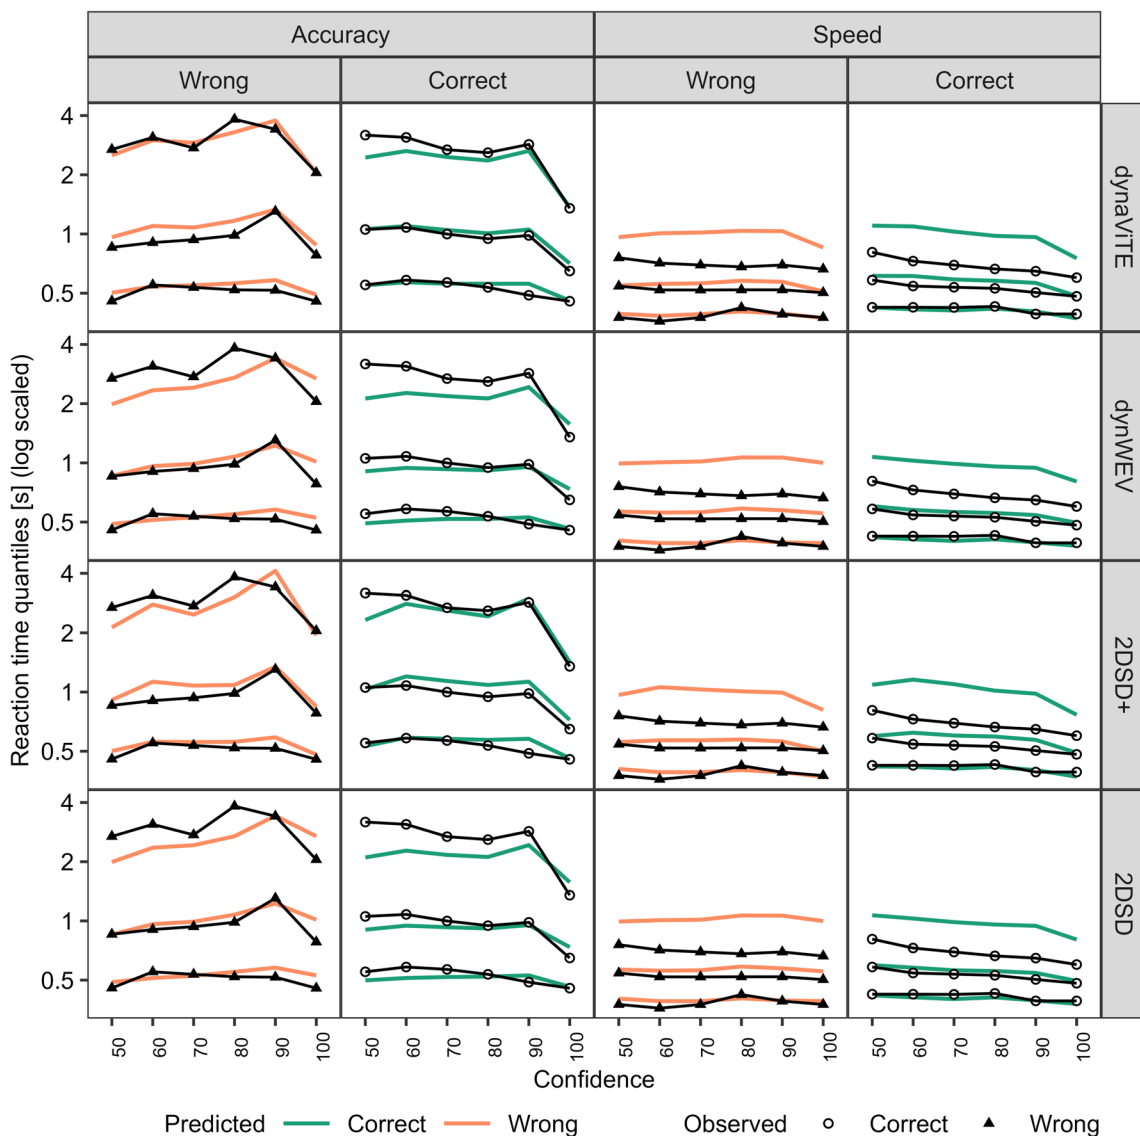 Accuracy Speed
Wrong Correct Wrong Correct
4
2
1
0.5
dynaViTE
4
2
1
0.5
dynWEV
4
2
1
0.5
2DSD+
4
2
1
0.5
2DSD
Reaction time quantiles [s] (log scaled)
50 60 70 80 90 100 50 60 70 80 90 100 50 60 70 80 90 100 50 60 70 80 90 100
Confidence
Predicted Correct Wrong Observed Correct Wrong